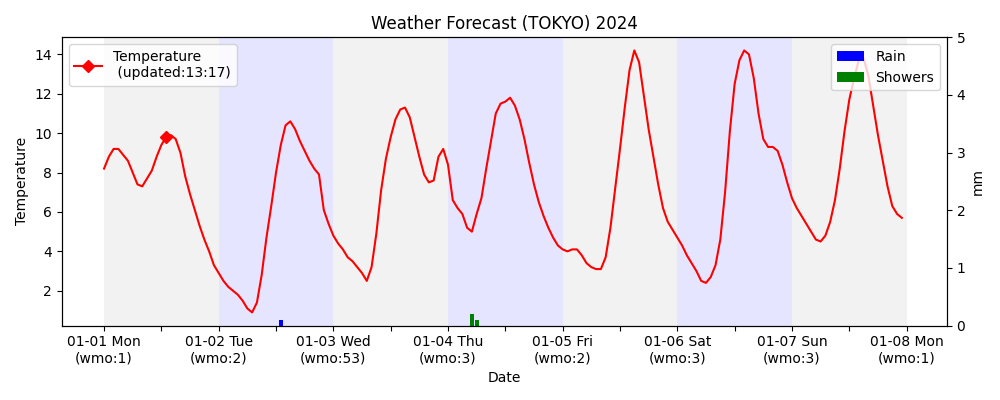 Weather Forecast (TOKYO) 2024
Temperature
(updated:13:17)
Rain
Showers
Temperature
14
12
10
8
6
4
2
5
4
3
2
1
0
mm
01-01 Mon
(wmo:1)
01-02 Tue
(wmo:2)
01-03 Wed
(wmo:53)
01-04 Thu
(wmo:3)
01-05 Fri
(wmo:2)
01-06 Sat
(wmo:3)
01-07 Sun
(wmo:3)
01-08 Mon
(wmo:1)
Date